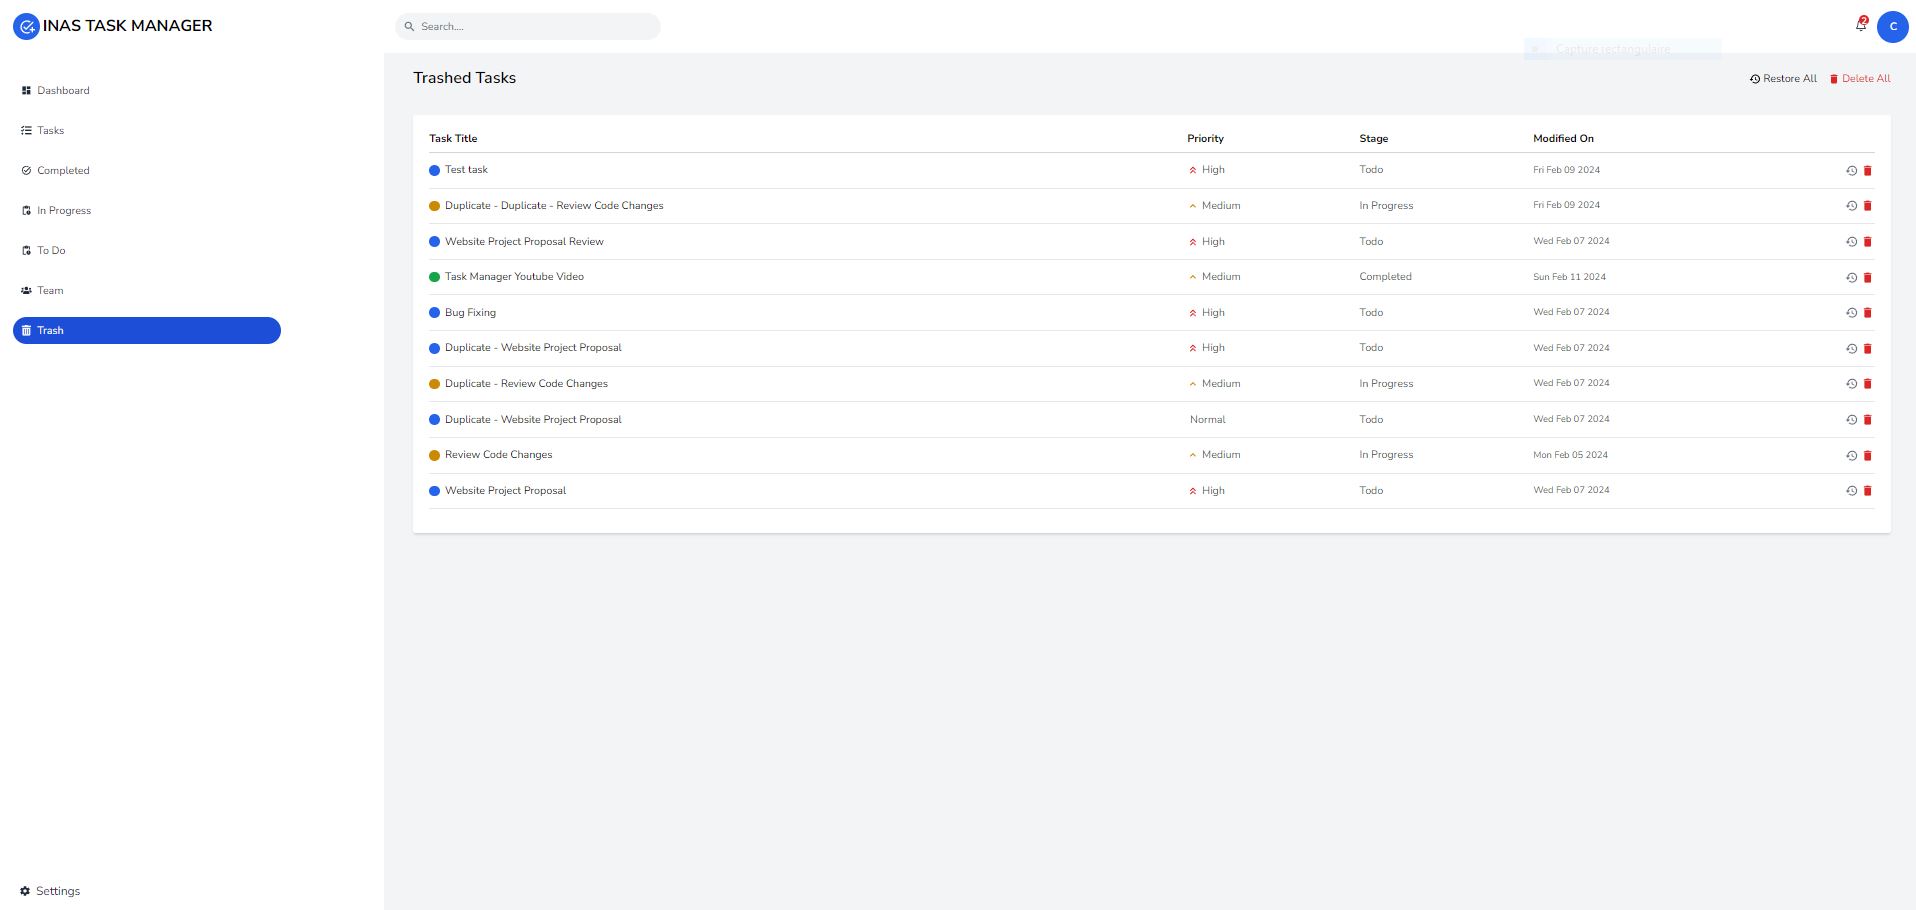 INAS TASK MANAGER
Search....
2
C
Capture rectangulaire
Dashboard
Tasks
Completed
In Progress
To Do
Team
Trash
Settings
Trashed Tasks
Restore All Delete All
Task Title Priority Stage Modified On
Test task High Todo Fri Feb 09 2024
Duplicate - Duplicate - Review Code Changes Medium In Progress Fri Feb 09 2024
Website Project Proposal Review High Todo Wed Feb 07 2024
Task Manager Youtube Video Medium Completed Sun Feb 11 2024
Bug Fixing High Todo Wed Feb 07 2024
Duplicate - Website Project Proposal High Todo Wed Feb 07 2024
Duplicate - Review Code Changes Medium In Progress Wed Feb 07 2024
Duplicate - Website Project Proposal Normal Todo Wed Feb 07 2024
Review Code Changes Medium In Progress Mon Feb 05 2024
Website Project Proposal High Todo Wed Feb 07 2024